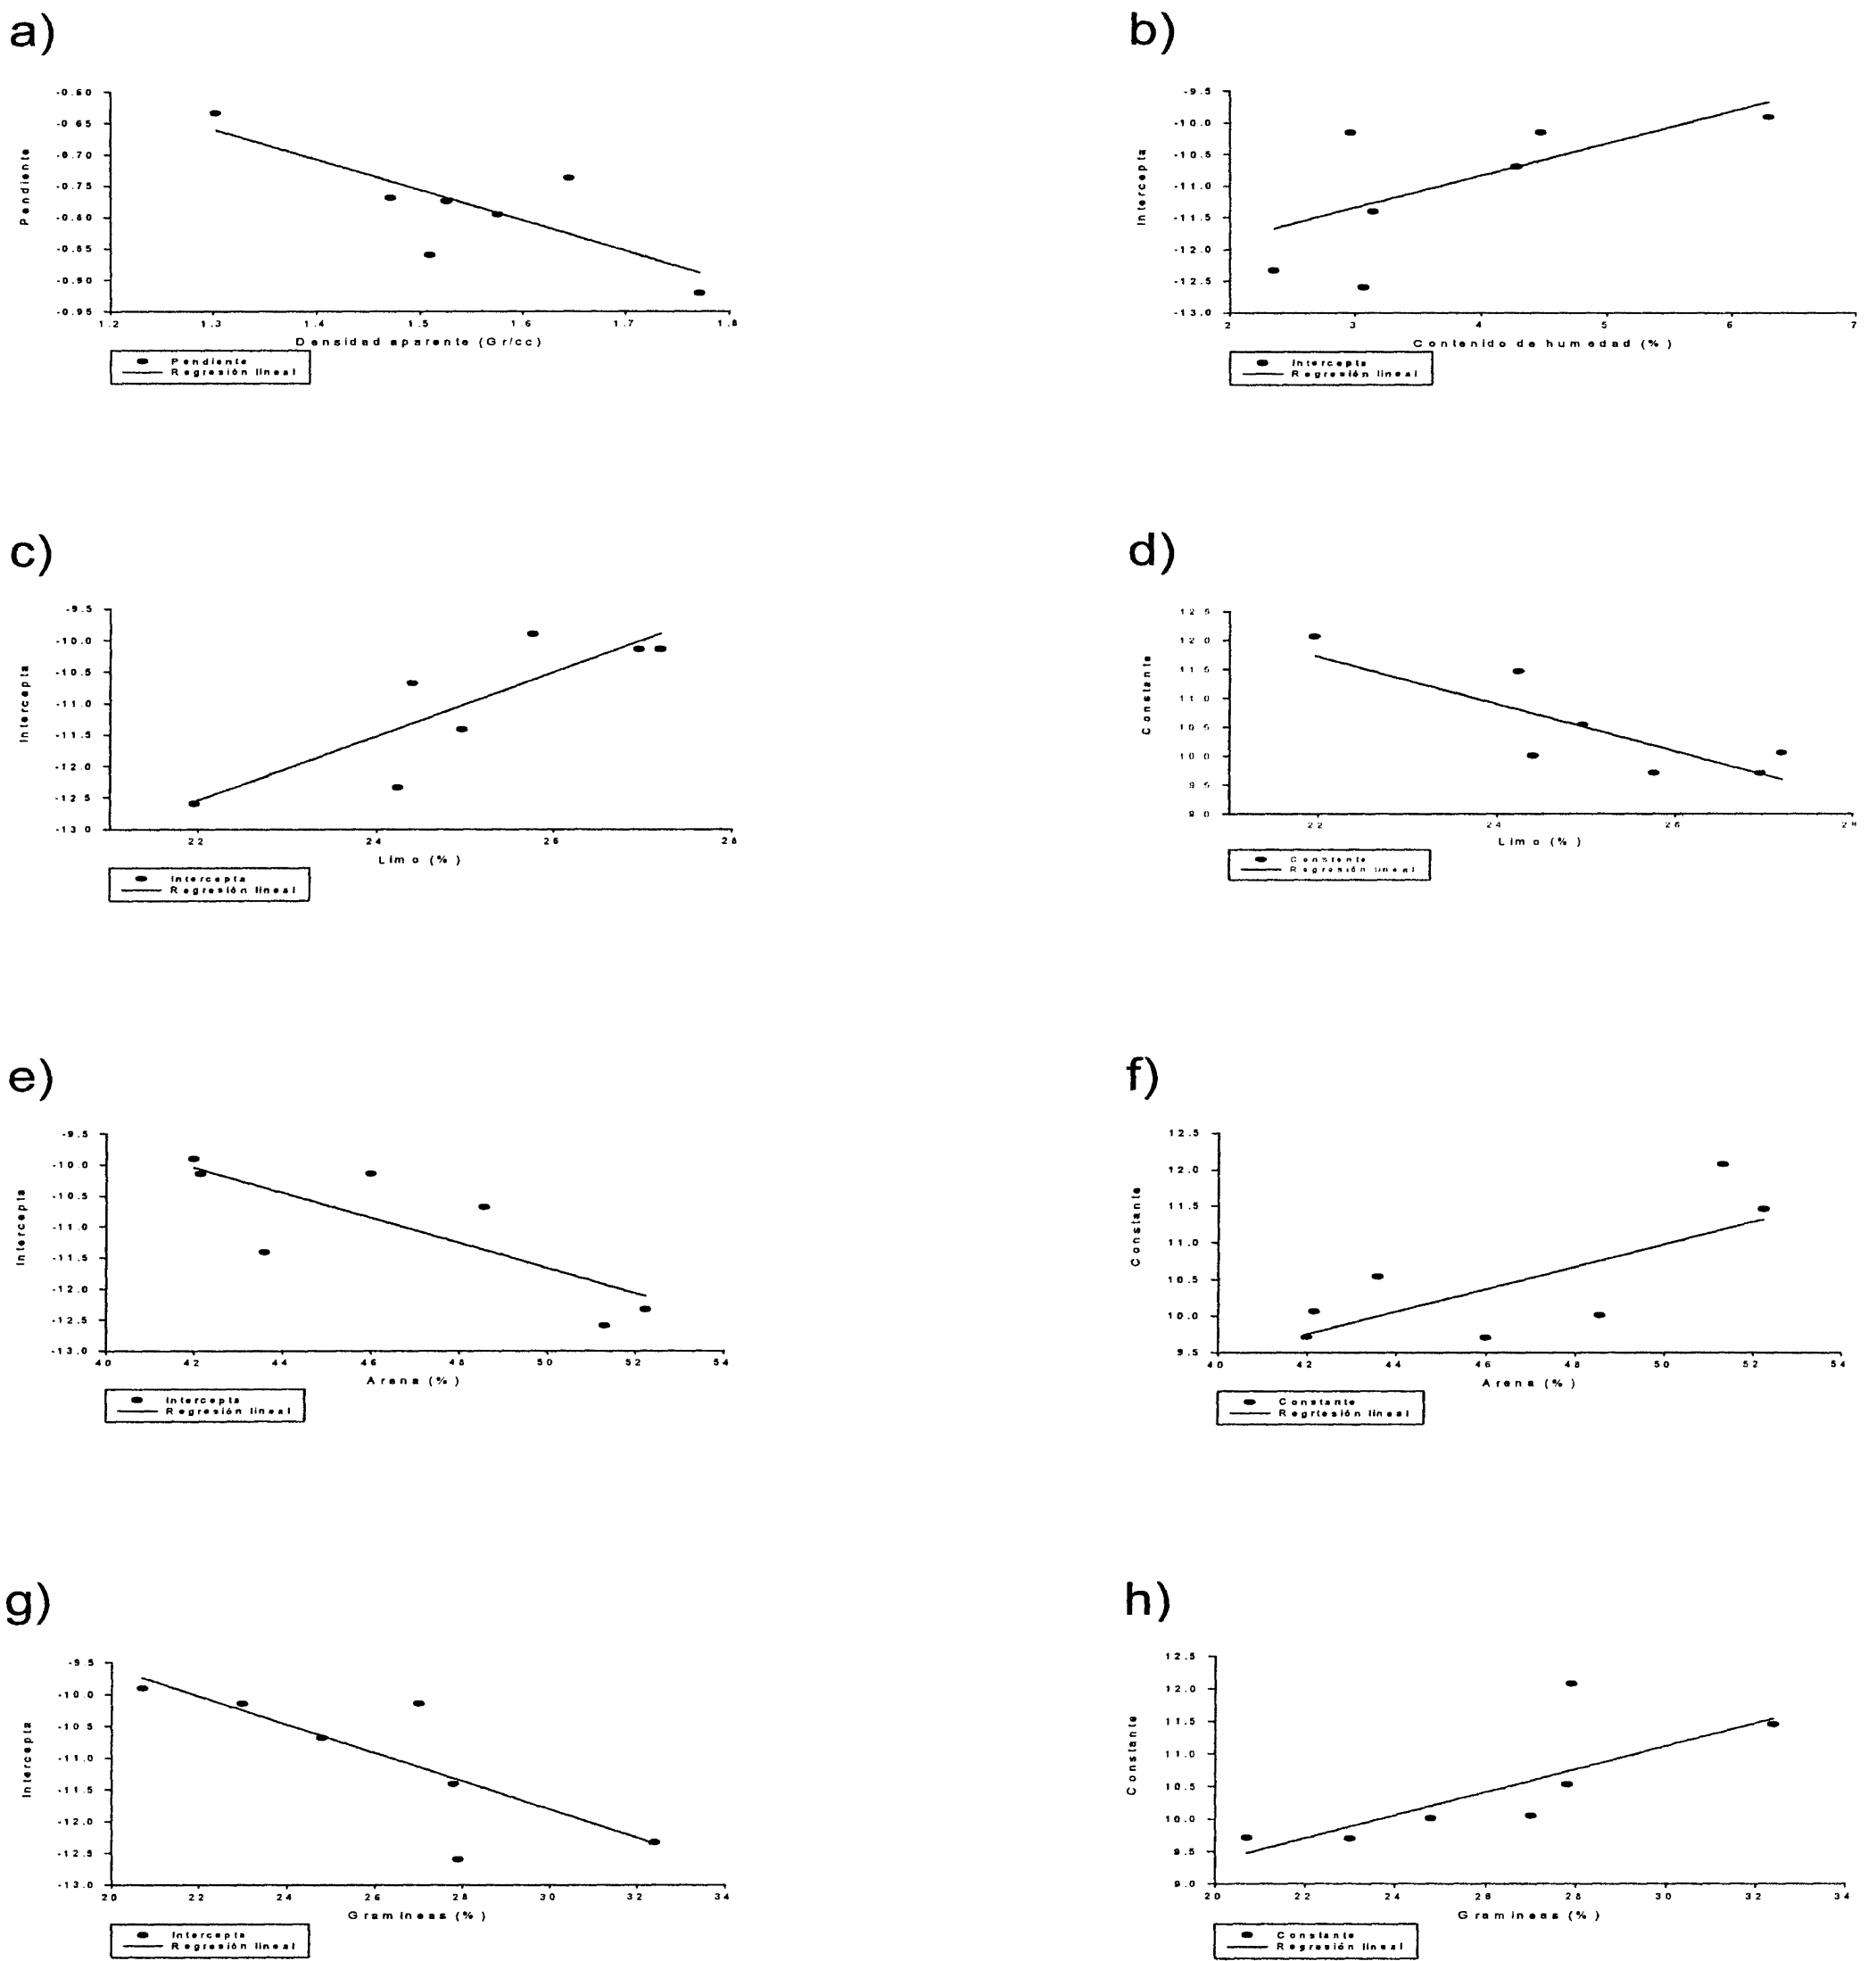 a)
-0.60
-0.65
-0.70
-0.75
-0.80
-0.85
-0.90
-0.95
Pendiente
1.2 1.3 1.4 1.5 1.6 1.7 1.8
Densidad aparente (Gr/cc)
Pendiente
Regresión lineal
b)
-9.5
-10.0
-10.5
-11.0
-11.5
-12.0
-12.5
-13.0
Intercepta
2 3 4 5 6 7
Contenido de humedad (%)
Intercepta
Regresión lineal
c)
-9.5
-10.0
-10.5
-11.0
-11.5
-12.0
-12.5
-13.0
Intercepta
22 24 26 28
Limo (%)
Intercepta
Regresión lineal
d)
12.5
12.0
11.5
11.0
10.5
10.0
9.5
9.0
Constante
22 24 26 28
Limo (%)
Constante
Regresión lineal
e)
-9.5
-10.0
-10.5
-11.0
-11.5
-12.0
-12.5
-13.0
Intercepta
40 42 44 46 48 50 52 54
Arena (%)
Intercepta
Regresión lineal
f)
12.5
12.0
11.5
11.0
10.5
10.0
9.5
Constante
40 42 44 46 48 50 52 54
Arena (%)
Constante
Regrtesión lineal
g)
-9.5
-10.0
-10.5
-11.0
-11.5
-12.0
-12.5
-13.0
Intercepta
20 22 24 26 28 30 32 34
Gramineas (%)
Intercepta
Regresión lineal
h)
12.5
12.0
11.5
11.0
10.5
10.0
9.5
9.0
Constante
20 22 24 26 28 30 32 34
Gramineas (%)
Constante
Regresión lineal